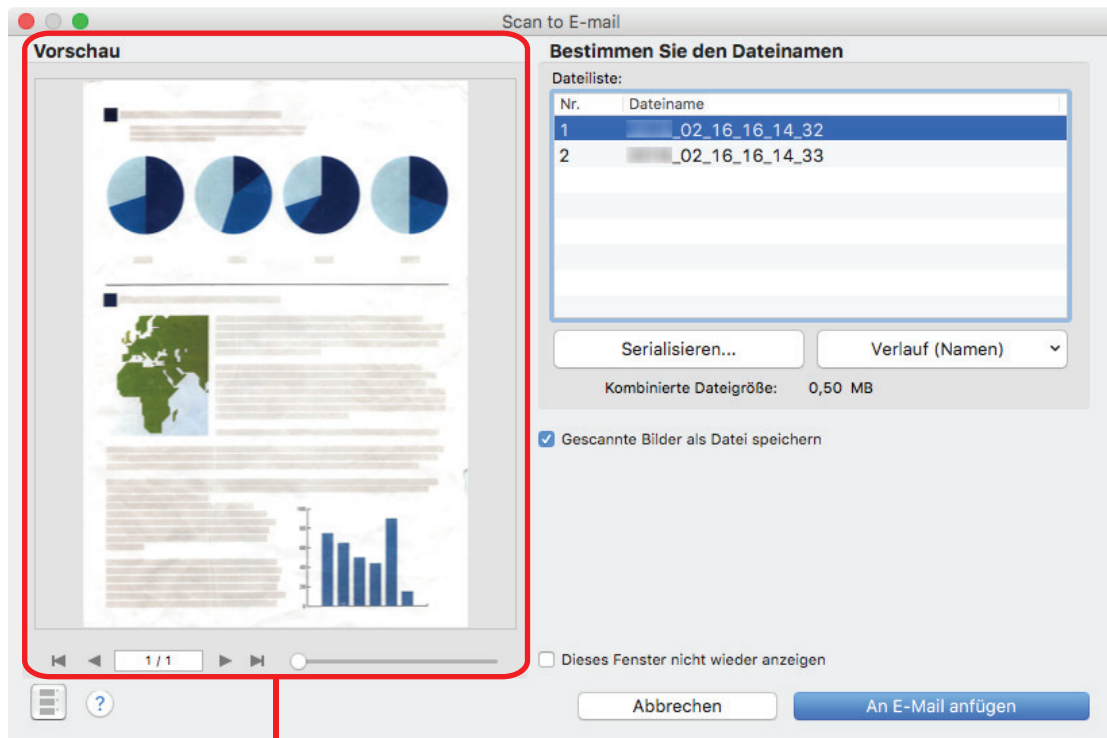 Scan to E-mail
Vorschau
1 / 1
?
Bestimmen Sie den Dateinamen
Dateiliste:
Nr. Dateiname
1 _02_16_16_14_32
2 _02_16_16_14_33
Serialisieren... Verlauf (Namen)
Kombinierte Dateigröße: 0,50 MB
Gescannte Bilder als Datei speichern
Dieses Fenster nicht wieder anzeigen
Abbrechen An E-Mail anfügen